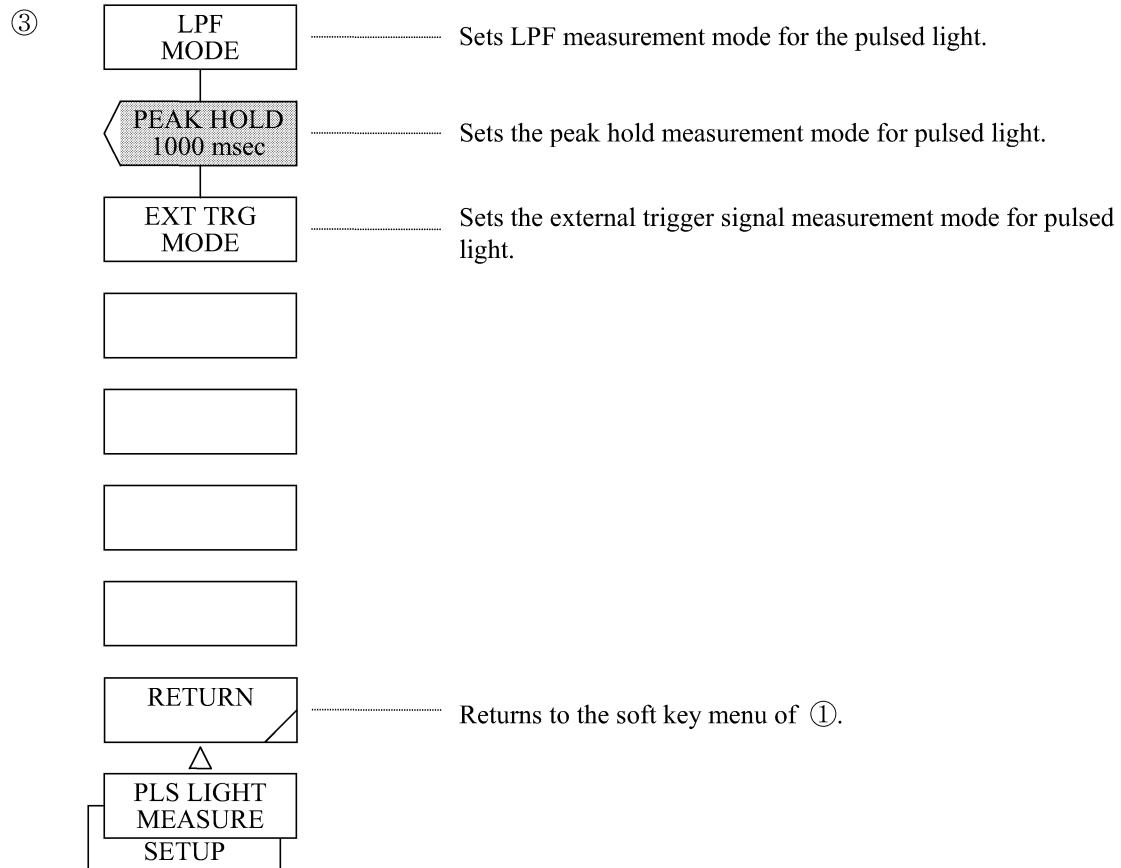 ③
LPF
MODE
Sets LPF measurement mode for the pulsed light.
PEAK HOLD
1000 msec
Sets the peak hold measurement mode for pulsed light.
EXT TRG
MODE
Sets the external trigger signal measurement mode for pulsed
light.
RETURN
Returns to the soft key menu of ①.
PLS LIGHT
MEASURE
SETUP